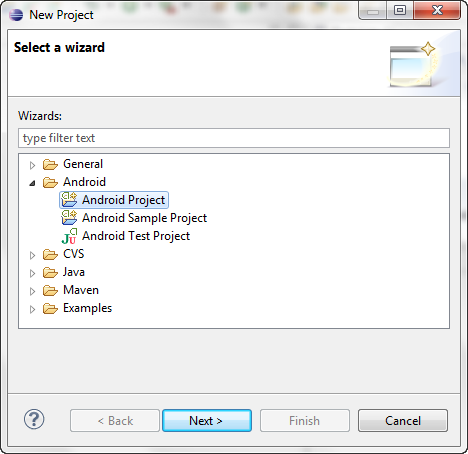 New Project
Select a wizard
Wizards:
type filter text
General
Android
Android Project
Android Sample Project
Android Test Project
CVS
Java
Maven
Examples
? < Back Next > Finish Cancel